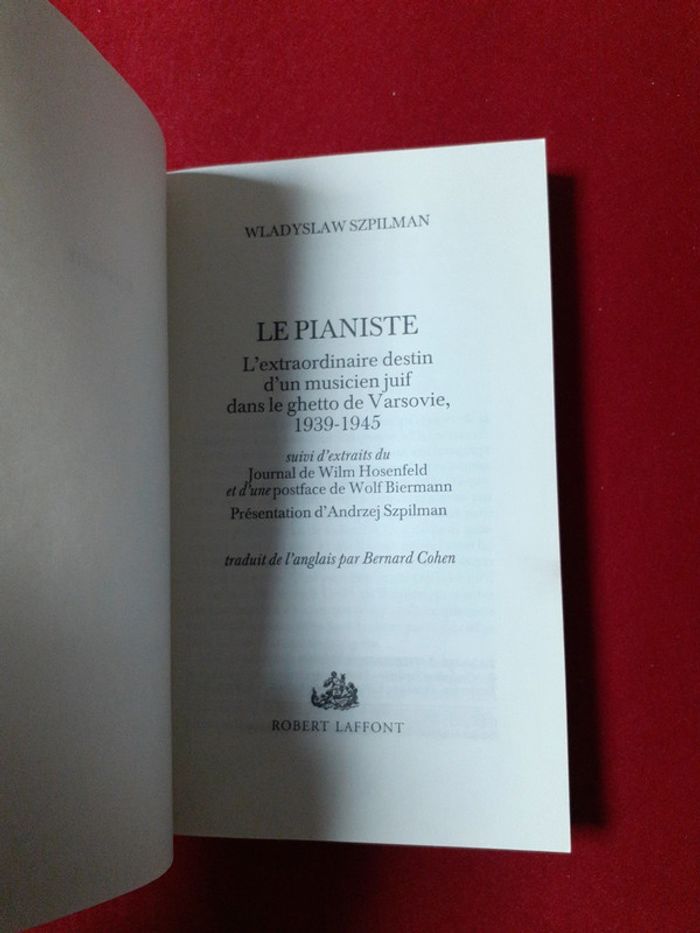 WLADYSLAW SZPILMAN
LE PIANISTE
L'extraordinaire destin
d'un musicien juif
dans le ghetto de Varsovie,
1939-1945
suivi d'extraits du
Journal de Wilm Hosenfeld
et d'une postface de Wolf Biermann
Présentation d'Andrzej Szpilman
traduit de l'anglais par Bernard Cohen
ROBERT LAFFONT